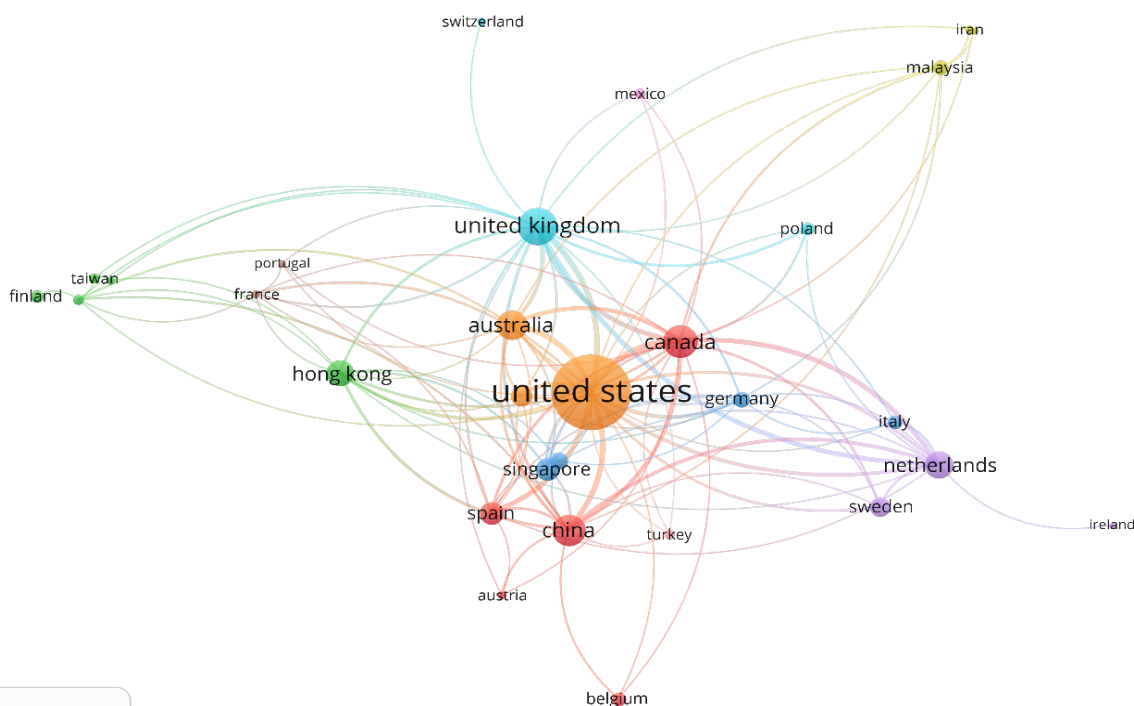 switzerland
iran
malaysia
mexico
united kingdom
poland
portugal
taiwan
finland
france
australia
canada
hong kong
united states
germany
italy
singapore
netherlands
spain
sweden
china
turkey
ireland
austria
belgium